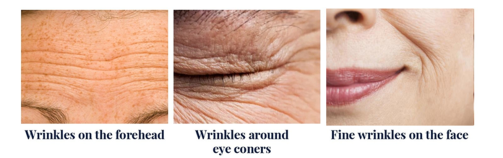 Wrinkles on the forehead
Wrinkles around
eye coners
Fine wrinkles on the face